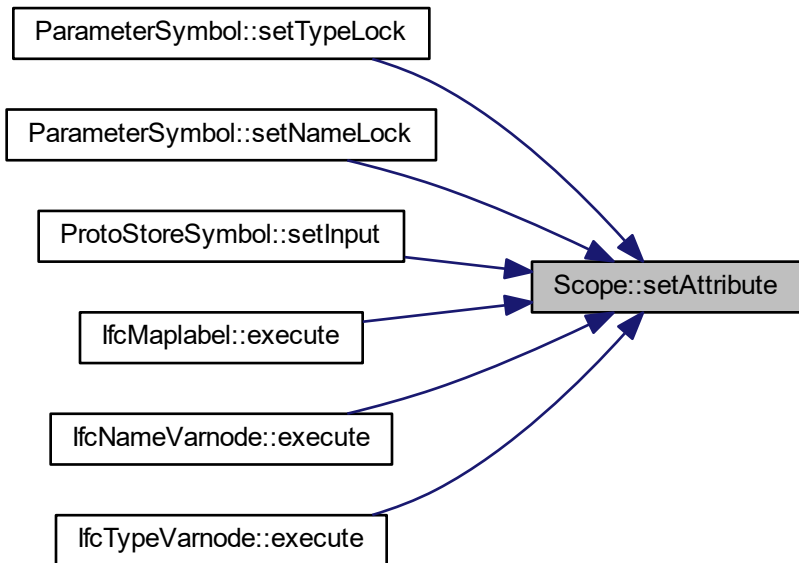 ParameterSymbol::setTypeLock
ParameterSymbol::setNameLock
ProtoStoreSymbol::setInput
Scope::setAttribute
IfcMaplabel::execute
IfcNameVarnode::execute
IfcTypeVarnode::execute